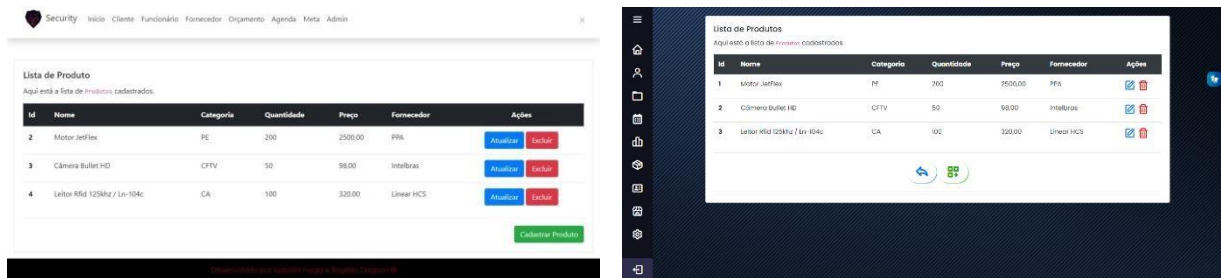 Security Início Cliente Funcionário Fornecedor Orçamento Agenda Meta Admin
Lista de Produto
Aqui está a lista de Produtos cadastrados.
Id Nome Categoria Quantidade Preço Fornecedor Ações
2 Motor JetFlex PE 200 2500,00 PPA Atualizar Excluir
3 Câmera Bullet HD CFTV 50 98,00 Intelbras Atualizar Excluir
4 Leitor Rfid 125khz / Ln-104c CA 100 320,00 Linear HCS Atualizar Excluir
Cadastrar Produto
Desenvolvido por
Lista de Produtos
Aqui está a lista de Produtos cadastrados
Id Nome Categoria Quantidade Preço Fornecedor Ações
1 Motor JetFlex PE 200 2500,00 PPA
2 Câmera Bullet HD CFTV 50 98,00 Intelbras
3 Leitor Rfid 125khz / Ln-104c CA 100 320,00 Linear HCS